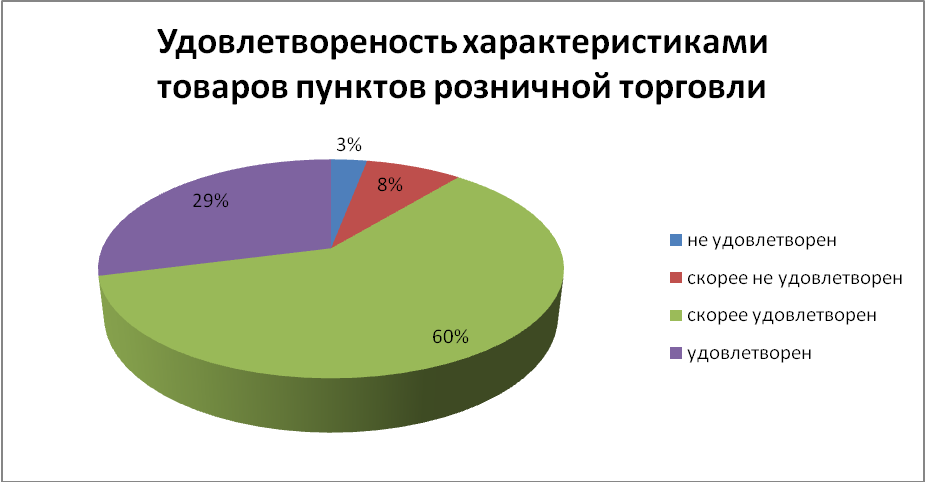 Удовлетвореность характеристиками
товаров пунктов розничной торговли
3%
8%
29%
60%
не удовлетворен
скорее не удовлетворен
скорее удовлетворен
удовлетворен